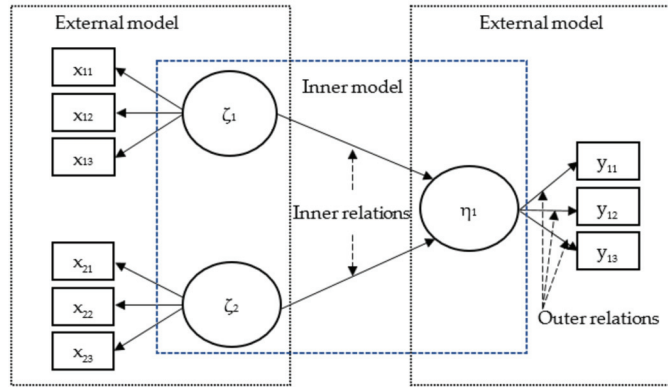 External model
External model
x₁₁
x₁₂
x₁₃
ζ₁
Inner model
Inner relations
η₁
y₁₁
y₁₂
y₁₃
x₂₁
x₂₂
x₂₃
ζ₂
Outer relations